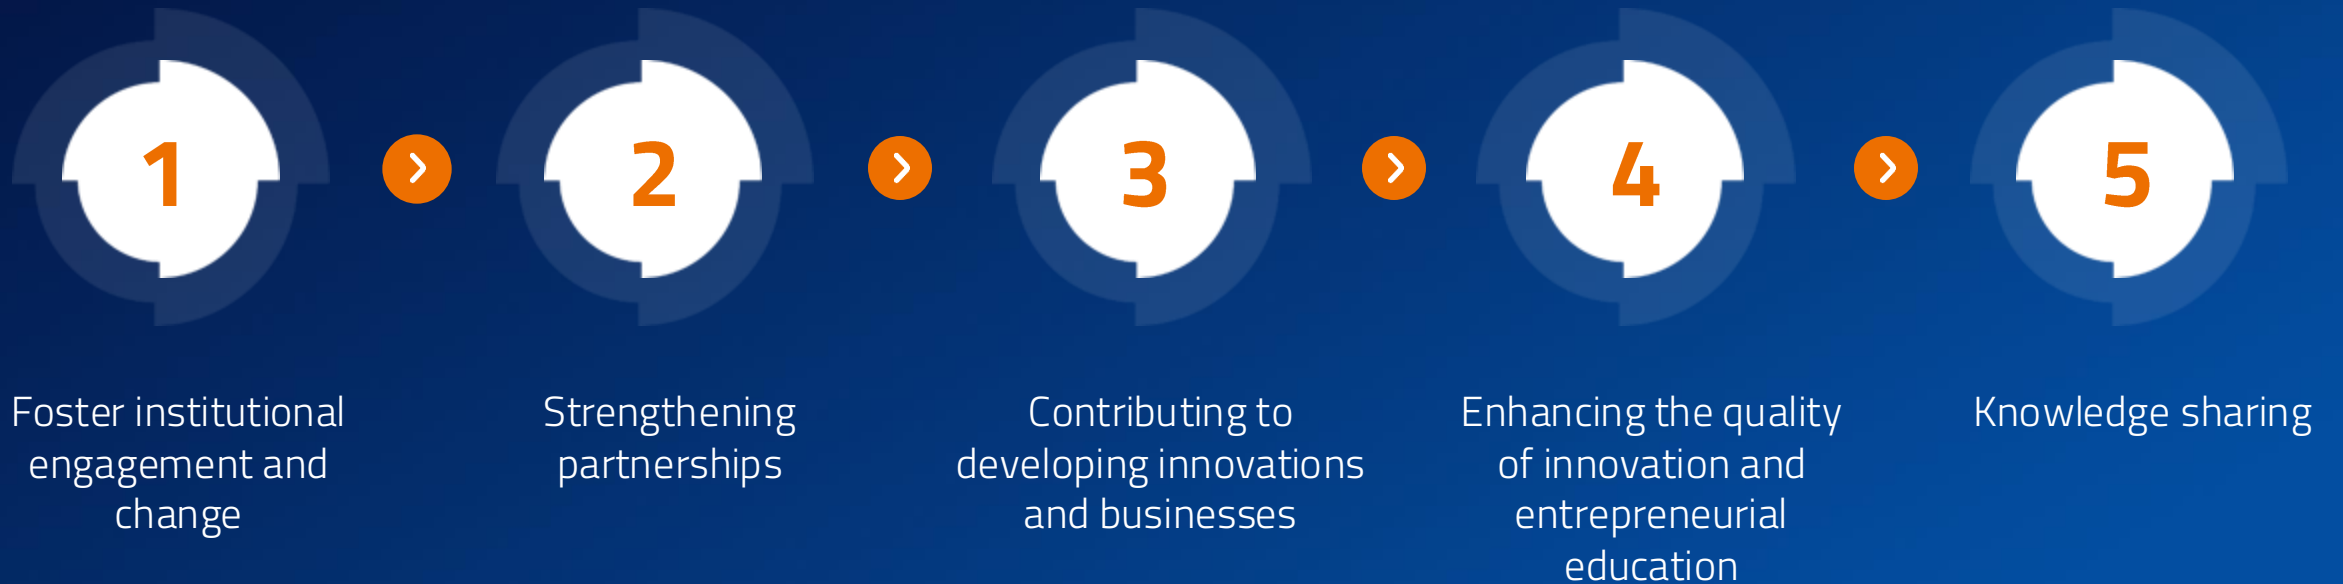 1
2
3
4
5
Foster institutional
engagement and
change
Strengthening
partnerships
Contributing to
developing innovations
and businesses
Enhancing the quality
of innovation and
entrepreneurial
education
Knowledge sharing